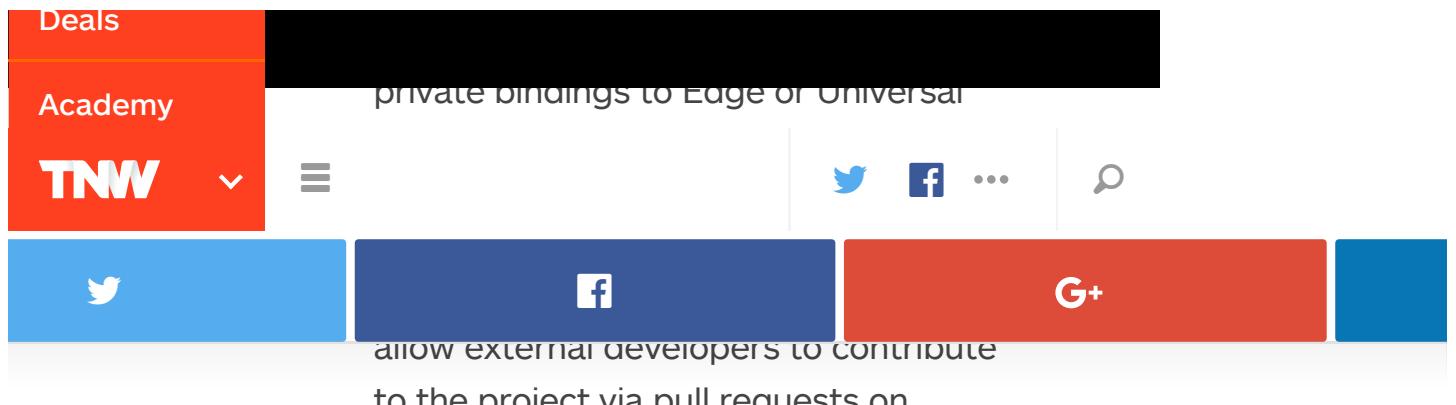 Deals
Academy
private bindings to Edge or Universal
TNW
G+
allow external developers to contribute
to the project via pull requests on